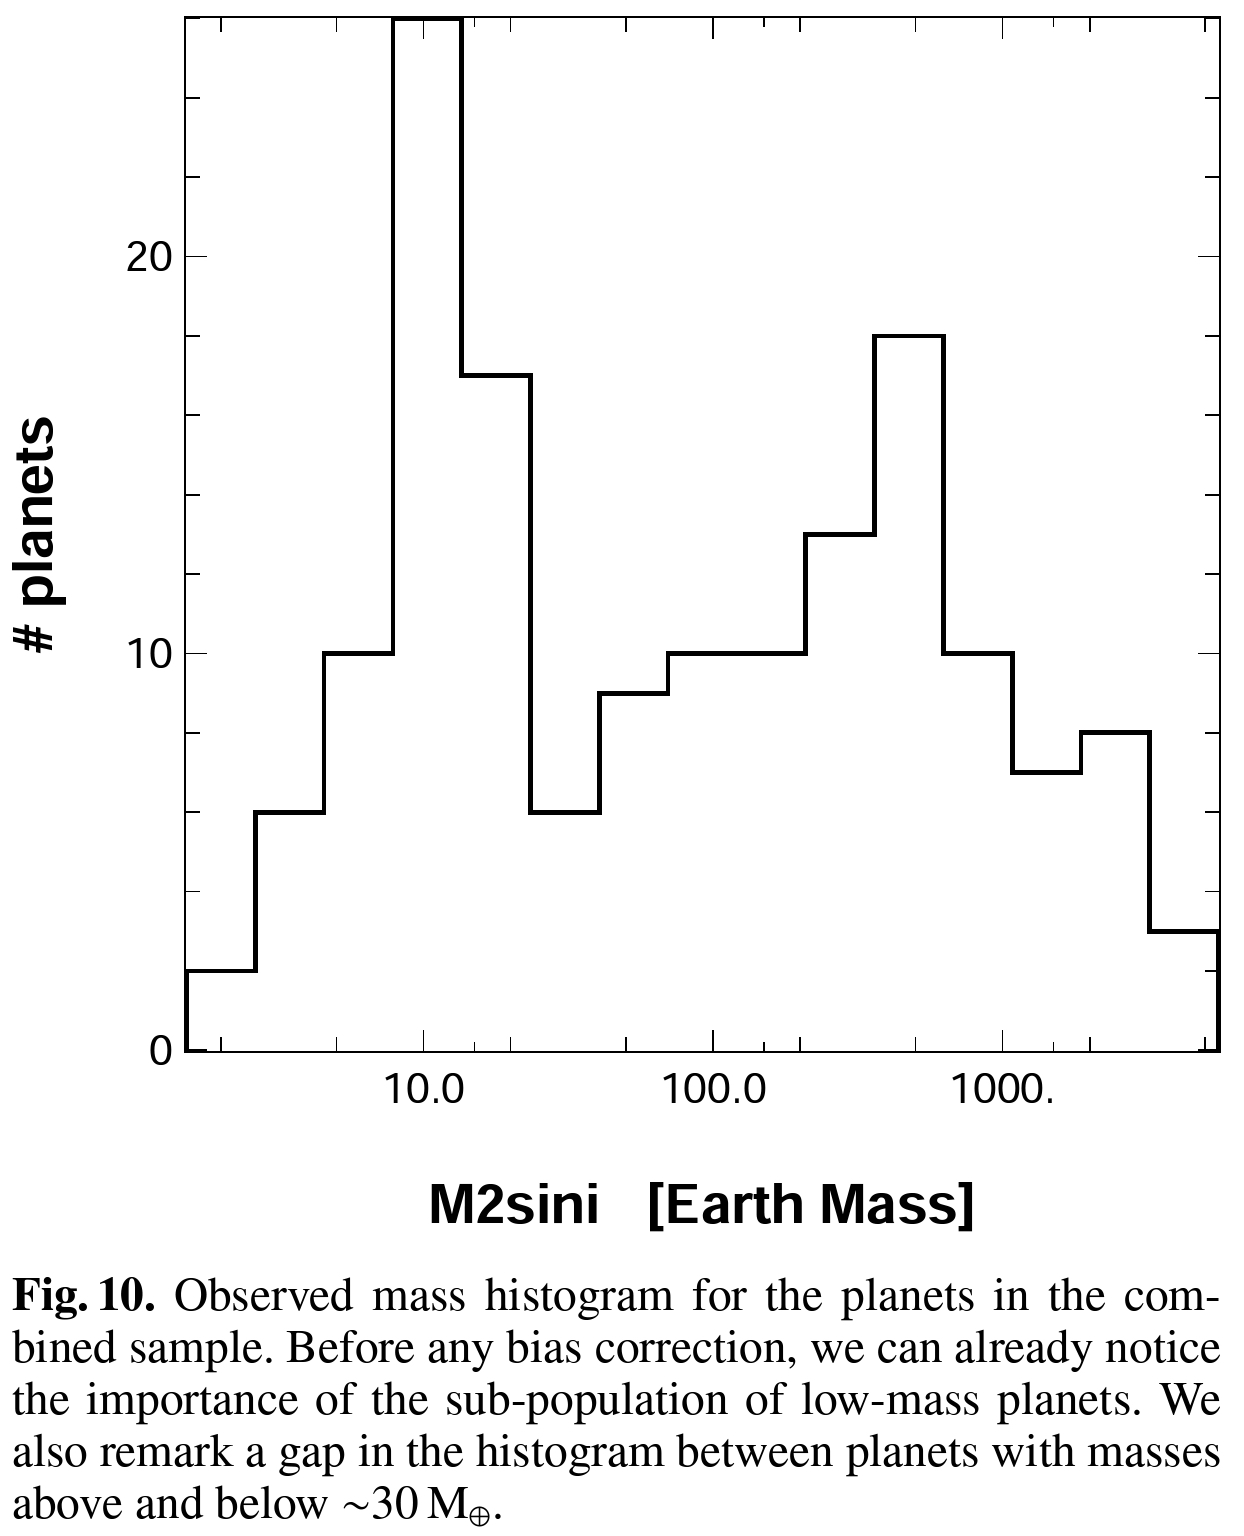 20
# planets
10
0
10.0 100.0 1000.
M2sini [Earth Mass]
Fig. 10. Observed mass histogram for the planets in the com-
bined sample. Before any bias correction, we can already notice
the importance of the sub-population of low-mass planets. We
also remark a gap in the histogram between planets with masses
above and below ~30 M⊕.